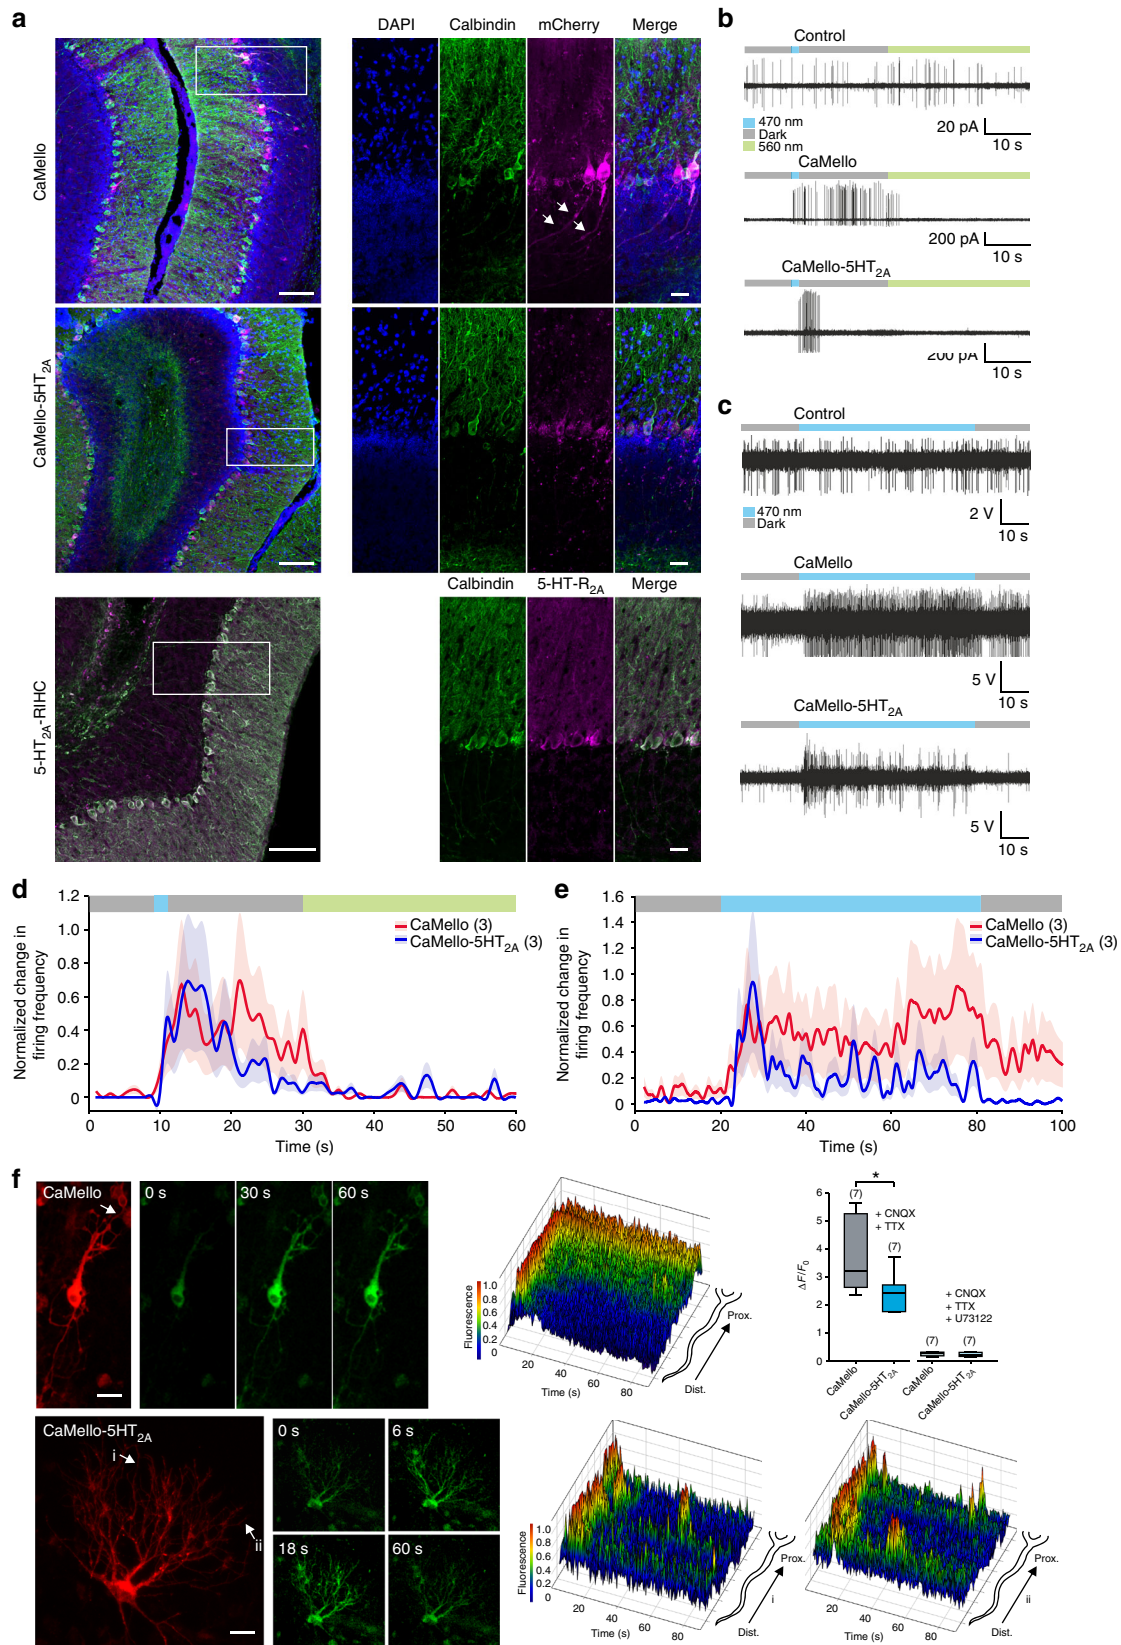 a
DAPI Calbindin mCherry Merge
CaMello
CaMello-5HT2A
Calbindin 5-HT-R2A Merge
5-HT2A-RIHC
b
Control
470 nm
Dark
560 nm
20 pA
10 s
CaMello
200 pA
10 s
CaMello-5HT2A
200 pA
10 s
c
Control
470 nm
Dark
2 V
10 s
CaMello
5 V
10 s
CaMello-5HT2A
5 V
10 s
d
Normalized change in
firing frequency
1.2
1.0
0.8
0.6
0.4
0.2
0
CaMello (3)
CaMello-5HT2A (3)
0 10 20 30 40 50 60
Time (s)
e
Normalized change in
firing frequency
1.6
1.4
1.2
1.0
0.8
0.6
0.4
0.2
0
CaMello (3)
CaMello-5HT2A (3)
0 20 40 60 80 100
Time (s)
f
CaMello
0 s 30 s 60 s
Fluorescence
1.0
0.8
0.6
0.4
0.2
0
20 40 60 80
Time (s)
Prox.
Dist.
ΔF/F0
6
5
4
3
2
1
0
(7) *
+ CNQX
+ TTX
(7)
+ CNQX
+ TTX
+ U73122
(7) (7)
CaMello
CaMello-5HT2A
CaMello
CaMello-5HT2A
CaMello-5HT2A
i
ii
0 s 6 s
18 s 60 s
Fluorescence
1.0
0.8
0.6
0.4
0.2
0
20 40 60 80
Time (s)
Prox.
i
Dist.
20 40 60 80
Time (s)
Prox.
ii
Dist.